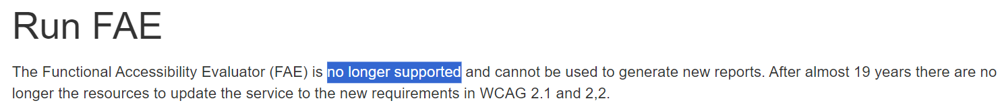 Run FAE
The Functional Accessibility Evaluator (FAE) is no longer supported and cannot be used to generate new reports. After almost 19 years there are no
longer the resources to update the service to the new requirements in WCAG 2.1 and 2,2.